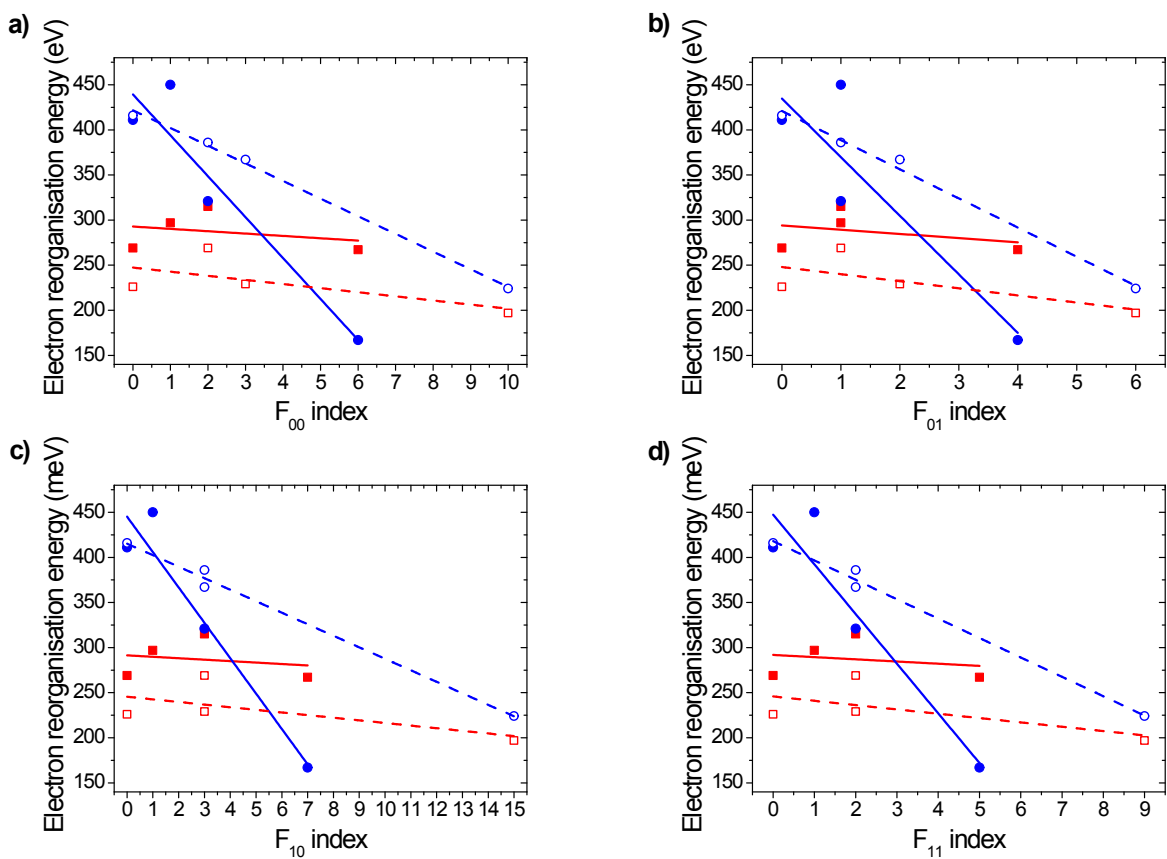 a)
Electron reorganisation energy (eV)
450
400
350
300
250
200
150
0 1 2 3 4 5 6 7 8 9 10
F₀₀ index
b)
Electron reorganisation energy (eV)
450
400
350
300
250
200
150
0 1 2 3 4 5 6
F₀₁ index
c)
Electron reorganisation energy (meV)
450
400
350
300
250
200
150
0 1 2 3 4 5 6 7 8 9 10 11 12 13 14 15
F₁₀ index
d)
Electron reorganisation energy (meV)
450
400
350
300
250
200
150
0 1 2 3 4 5 6 7 8 9
F₁₁ index